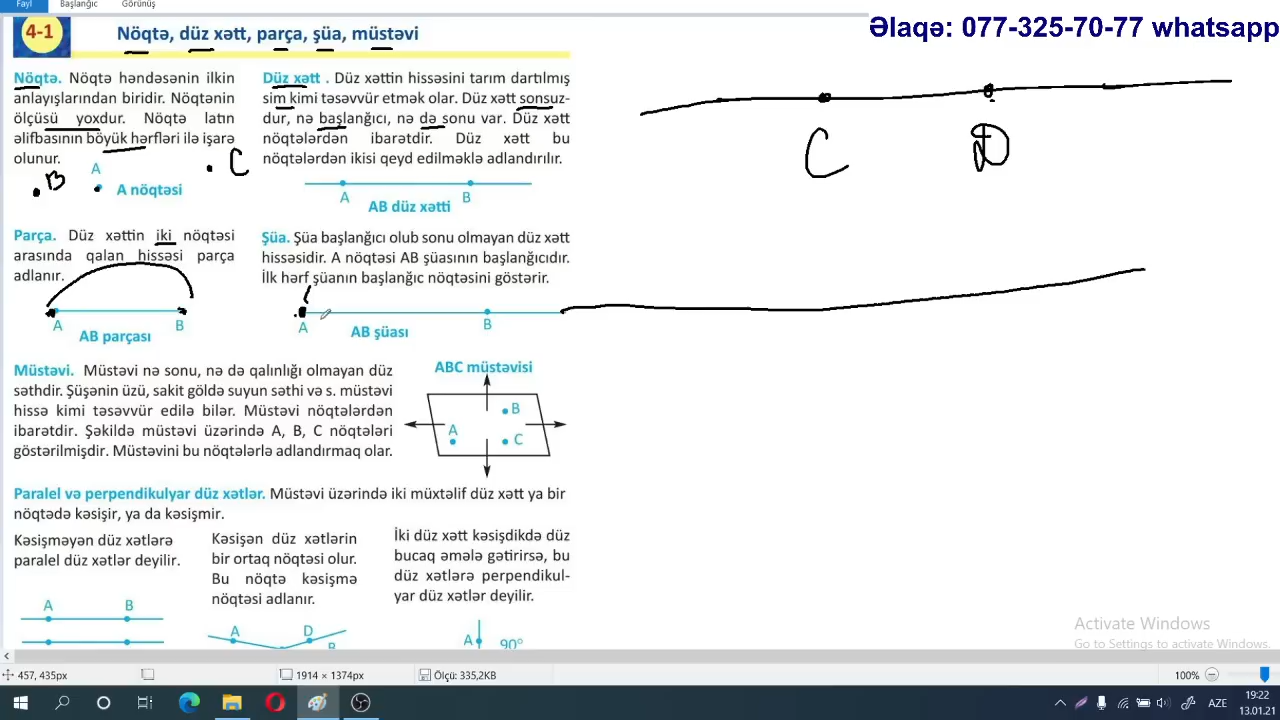 Fayl Başlanğıc Görünüş
Əlaqə: 077-325-70-77 whatsapp
4-1 Nöqtə, düz xətt, parça, şüa, müstəvi
Nöqtə. Nöqtə həndəsənin ilkin
anlayışlarından biridir. Nöqtənin
ölçüsü yoxdur. Nöqtə latın
əlifbasının böyük hərfləri ilə işarə
olunur.
A
B
C
A nöqtəsi
Düz xətt . Düz xəttin hissəsini tarım dartılmış
sim kimi təsəvvür etmək olar. Düz xətt sonsuz-
dur, nə başlanğıcı, nə də sonu var. Düz xətt
nöqtələrdən ibarətdir. Düz xətt bu
nöqtələrdən ikisi qeyd edilməklə adlandırılır.
A B
AB düz xətti
C D
Parça. Düz xəttin iki nöqtəsi
arasında qalan hissəsi parça
adlanır.
A B
AB parçası
Şüa. Şüa başlanğıcı olub sonu olmayan düz xətt
hissəsidir. A nöqtəsi AB şüasının başlanğıcıdır.
İlk hərf şüanın başlanğıc nöqtəsini göstərir.
A B
AB şüası
Müstəvi. Müstəvi nə sonu, nə də qalınlığı olmayan düz
səthdir. Şüşənin üzü, sakit göldə suyun səthi və s. müstəvi
hissə kimi təsəvvür edilə bilər. Müstəvi nöqtələrdən
ibarətdir. Şəkildə müstəvi üzərində A, B, C nöqtələri
göstərilmişdir. Müstəvini bu nöqtələrlə adlandırmaq olar.
ABC müstəvisi
B
A
C
Paralel və perpendikulyar düz xətlər. Müstəvi üzərində iki müxtəlif düz xətt ya bir
nöqtədə kəsişir, ya da kəsişmir.
Kəsişməyən düz xətlərə
paralel düz xətlər deyilir.
A B
Kəsişən düz xətlərin
bir ortaq nöqtəsi olur.
Bu nöqtə kəsişmə
nöqtəsi adlanır.
A D
B
İki düz xətt kəsişdikdə düz
bucaq əmələ gətirirsə, bu
düz xətlərə perpendikul-
yar düz xətlər deyilir.
A 90°
Activate Windows
Go to Settings to activate Windows.
457, 435px 1914 × 1374px Ölçü: 335,2KB 100%
AZE
19:22
13.01.21